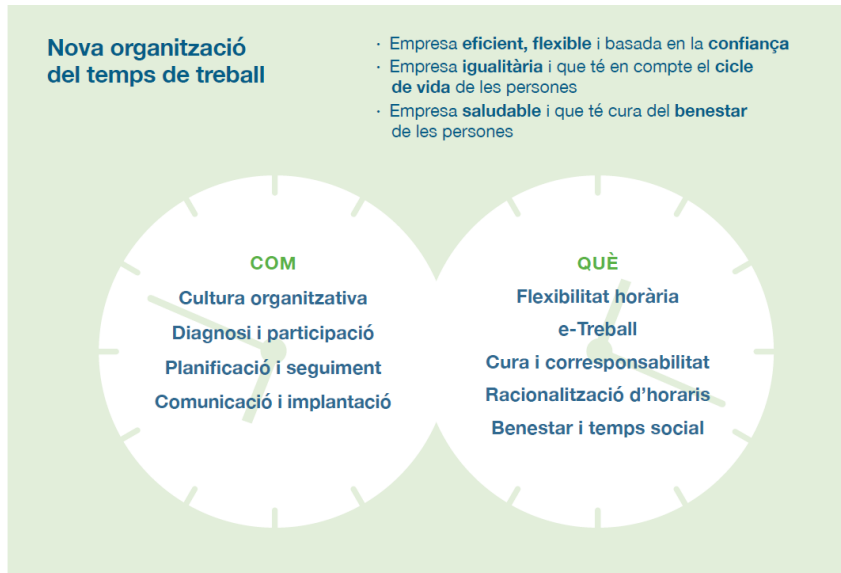 Nova organització
del temps de treball
· Empresa eficient, flexible i basada en la confiança
· Empresa igualitària i que té en compte el cicle
de vida de les persones
· Empresa saludable i que té cura del benestar
de les persones
COM
Cultura organitzativa
Diagnosi i participació
Planificació i seguiment
Comunicació i implantació
QUÈ
Flexibilitat horària
e-Treball
Cura i corresponsabilitat
Racionalització d’horaris
Benestar i temps social